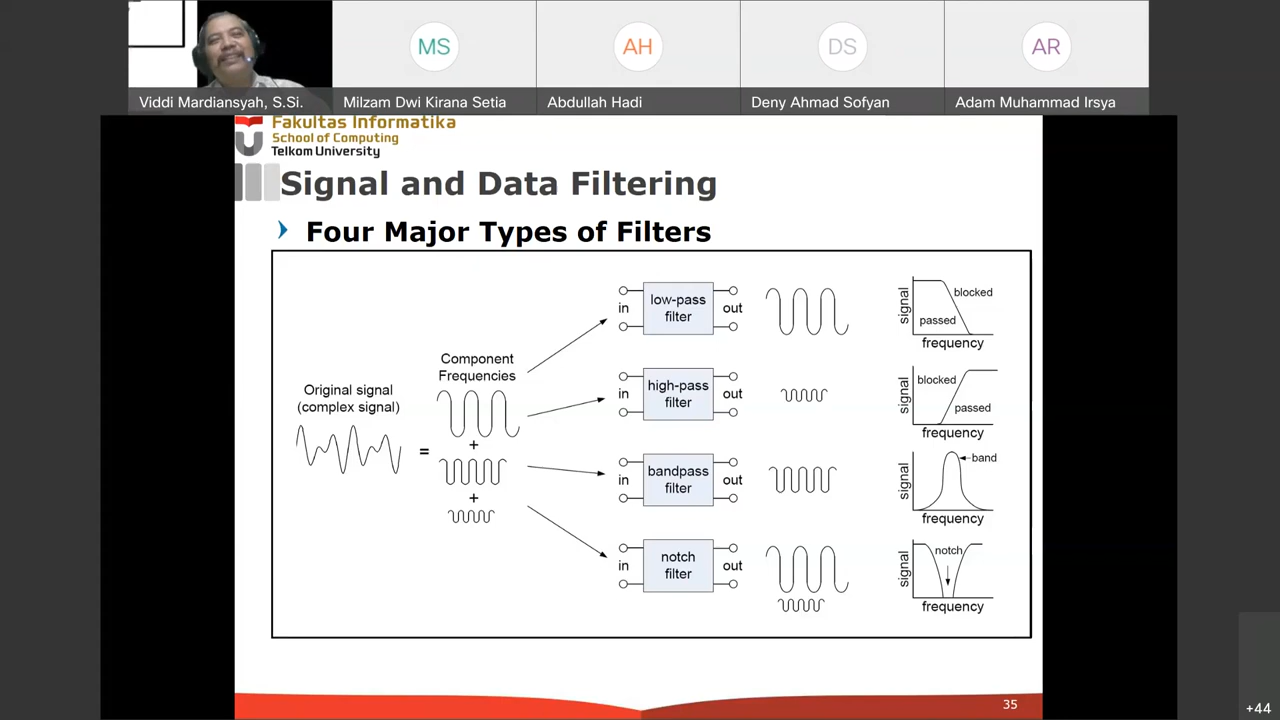 MS
AH
DS
AR
Viddi Mardiansyah, S.Si.
Milzam Dwi Kirana Setia
Abdullah Hadi
Deny Ahmad Sofyan
Adam Muhammad Irsya
Fakultas Informatika
School of Computing
Telkom University
Signal and Data Filtering
Four Major Types of Filters
Original signal
(complex signal)
=
Component
Frequencies
+
+
in
low-pass
filter
out
signal
blocked
passed
frequency
in
high-pass
filter
out
signal
blocked
passed
frequency
in
bandpass
filter
out
signal
band
frequency
in
notch
filter
out
signal
notch
frequency
35
+44